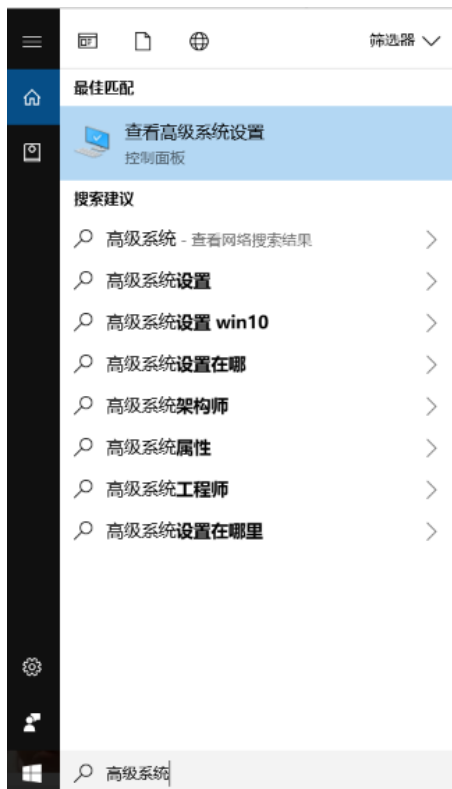 筛选器
最佳匹配
查看高级系统设置
控制面板
搜索建议
高级系统 - 查看网络搜索结果
高级系统设置
高级系统设置 win10
高级系统设置在哪
高级系统架构师
高级系统属性
高级系统工程师
高级系统设置在哪里
高级系统